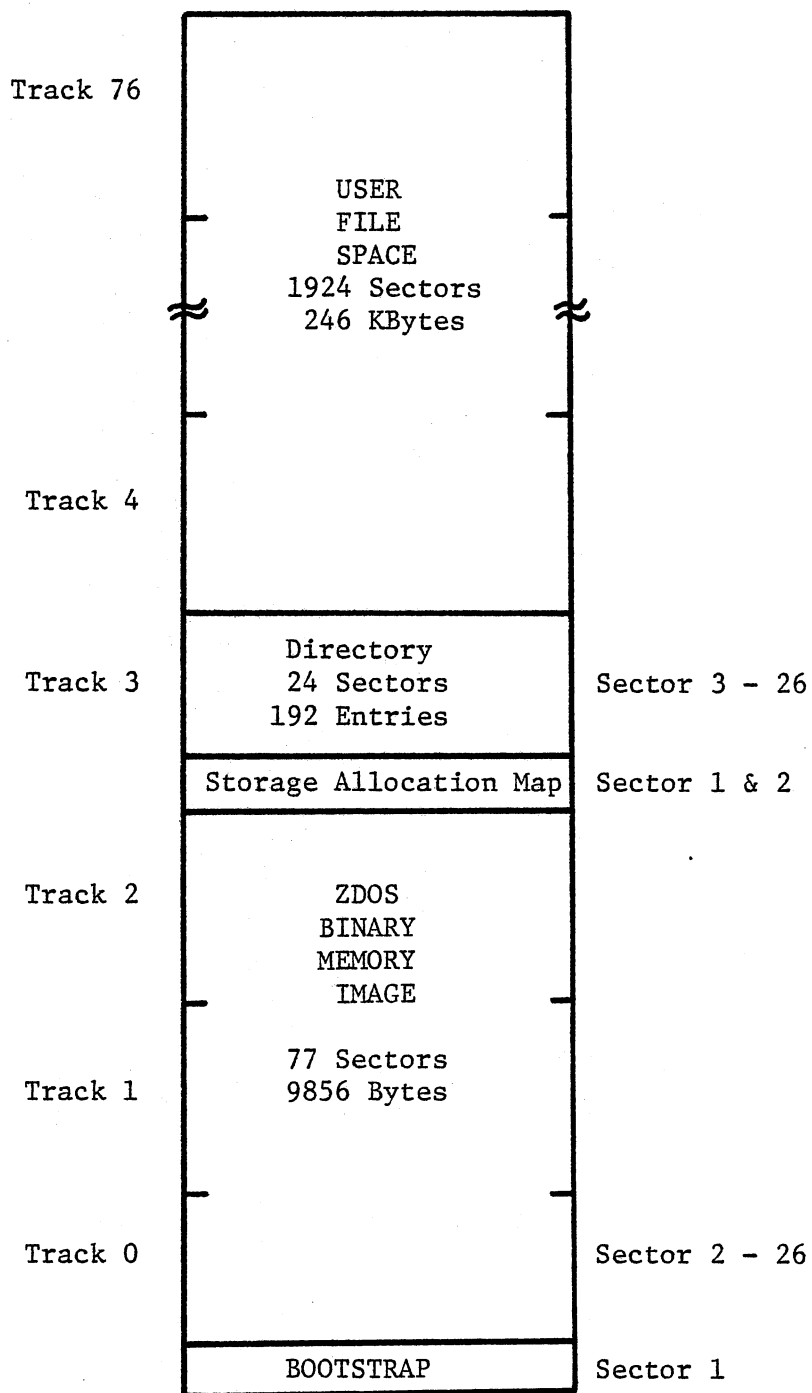 Track 76
USER
FILE
SPACE
1924 Sectors
246 KBytes
Track 4
Directory
Track 3 24 Sectors Sector 3 - 26
192 Entries
Storage Allocation Map Sector 1 & 2
Track 2 ZDOS
BINARY
MEMORY
IMAGE
77 Sectors
Track 1 9856 Bytes
Track 0 Sector 2 - 26
BOOTSTRAP Sector 1